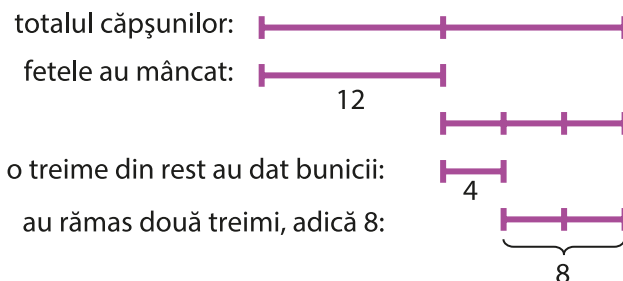 totalul căpşunilor:
fetele au mâncat:
12
o treime din rest au dat bunicii:
4
au rămas două treimi, adică 8:
8